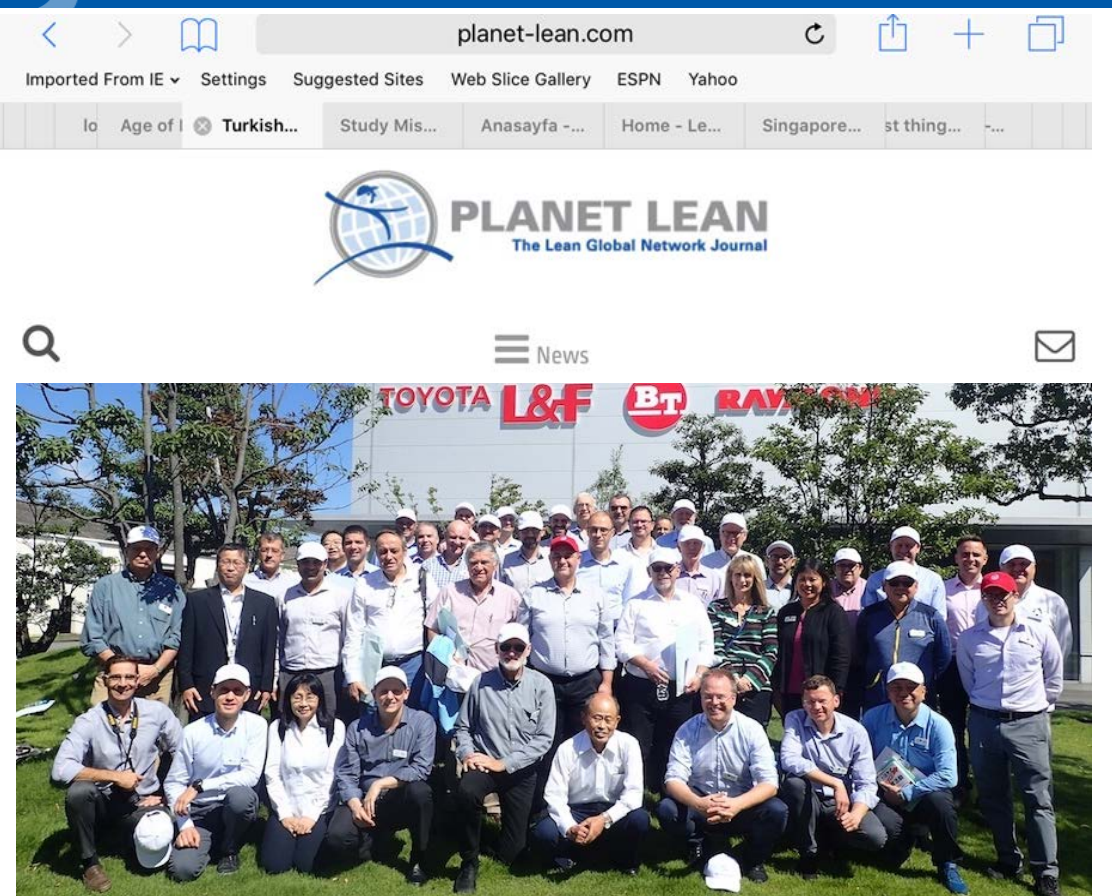 planet-lean.com
Imported From IE Settings Suggested Sites Web Slice Gallery ESPN Yahoo
lo Age of I Turkish... Study Mis... Anasayfa -... Home - Le... Singapore... st thing... -...
PLANET LEAN
The Lean Global Network Journal
News
TOYOTA L&F BT